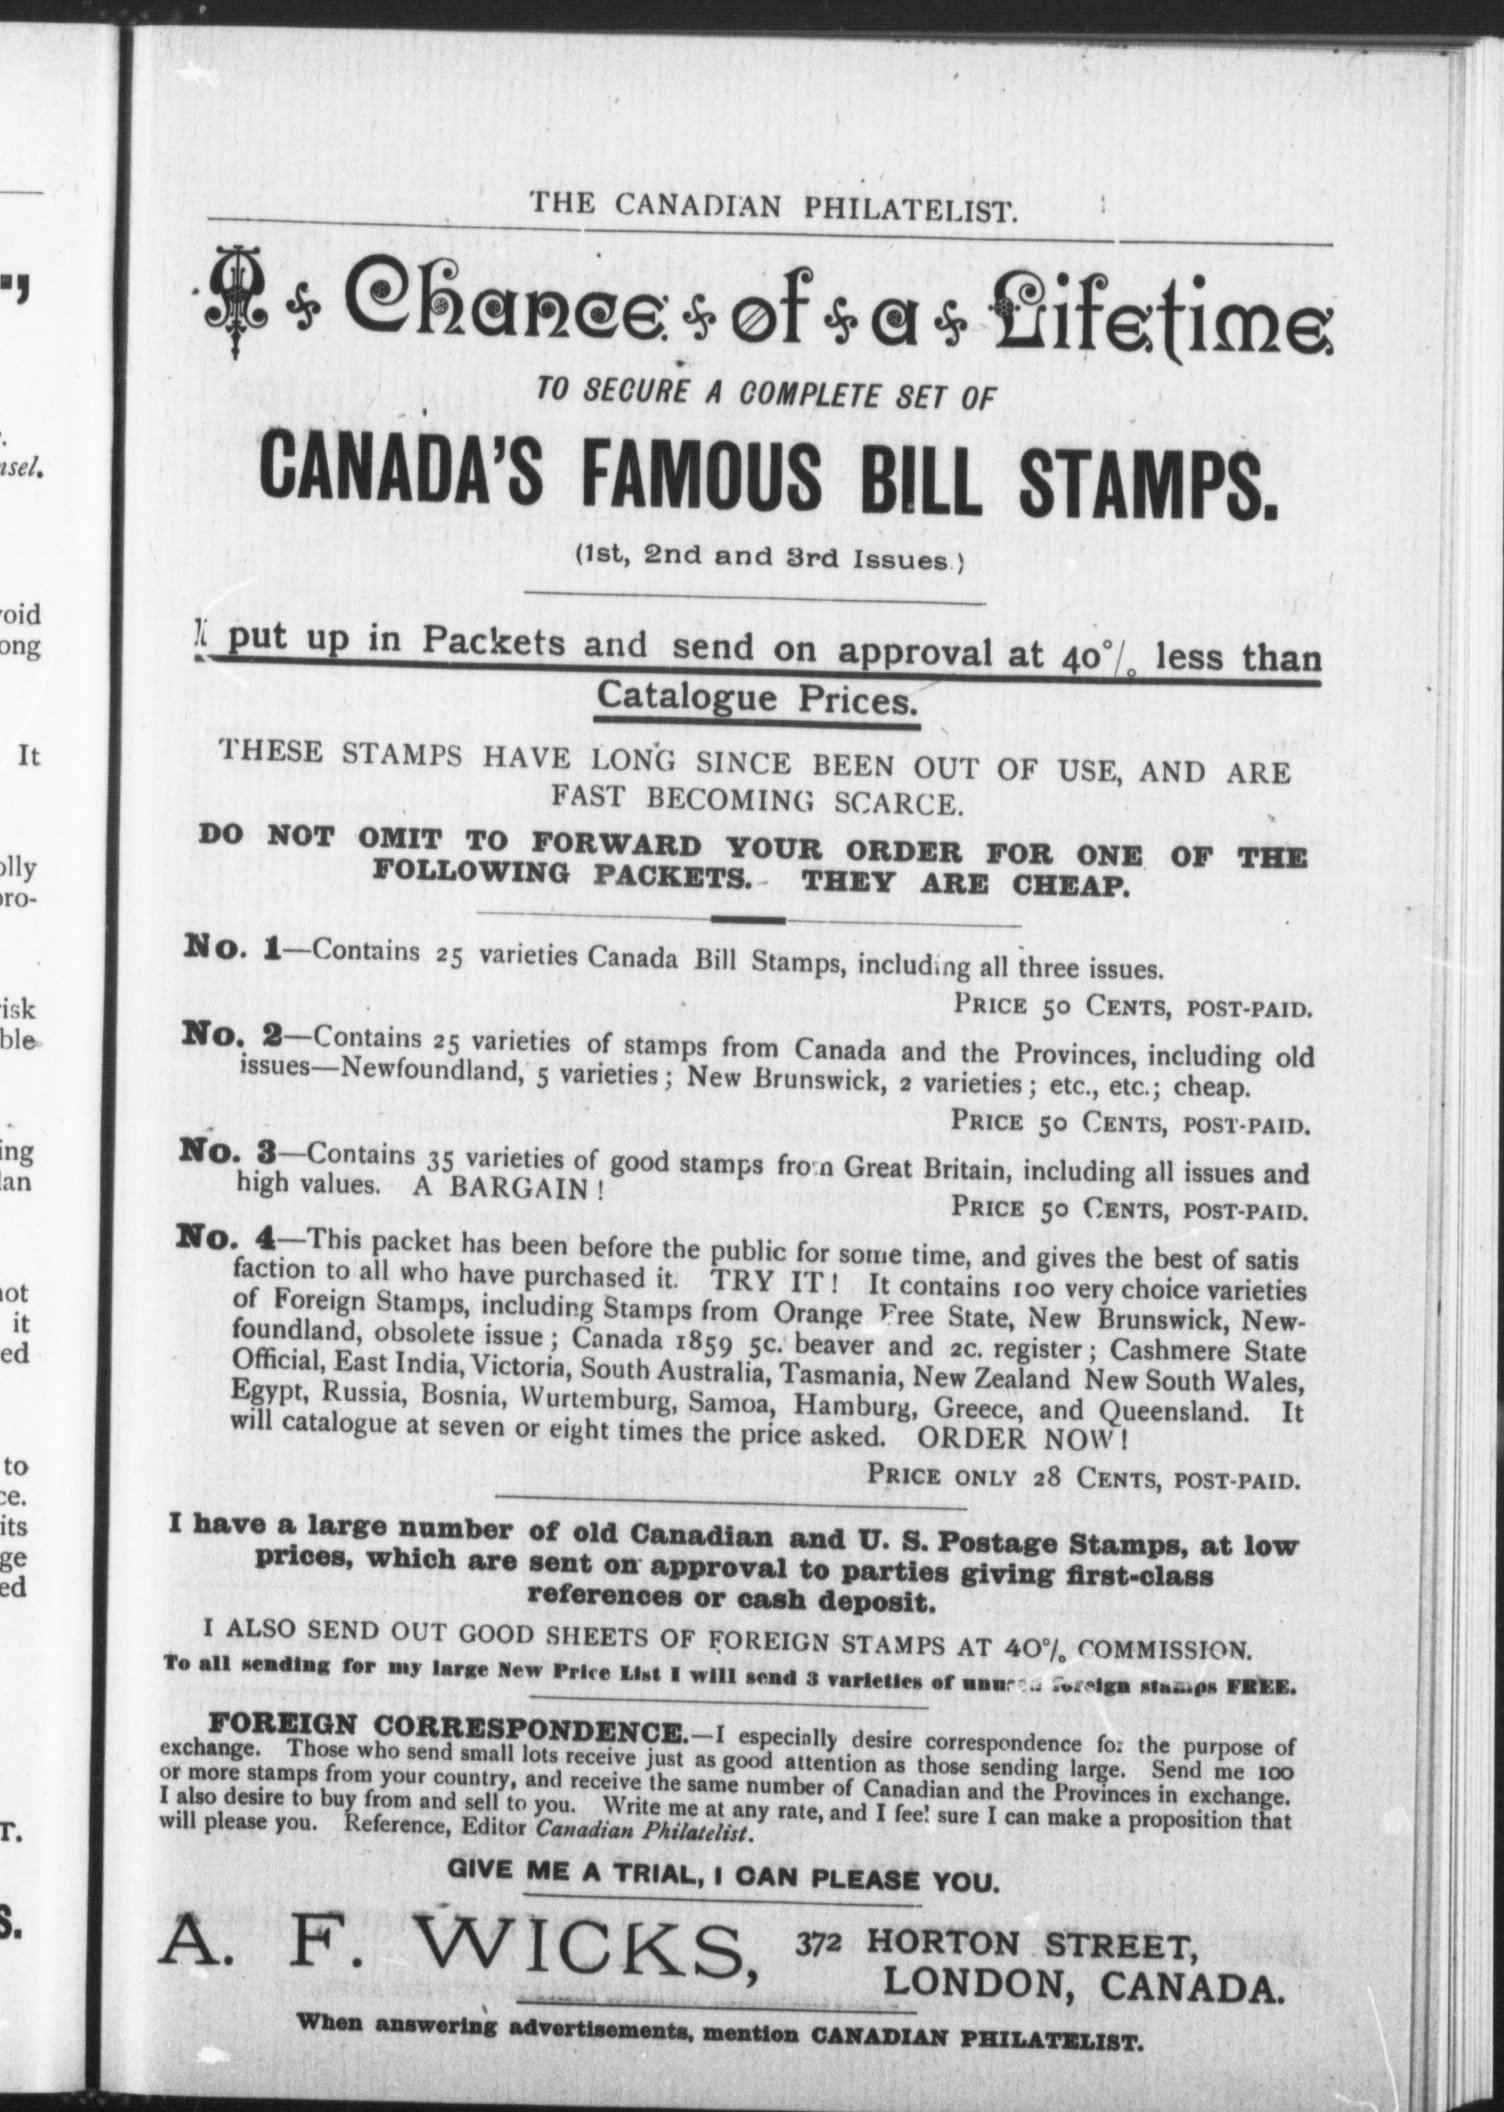 THE CANADIAN PHILATELIST.
A Chance of a Lifetime
TO SECURE A COMPLETE SET OF
CANADA'S FAMOUS BILL STAMPS.
(1st, 2nd and 3rd Issues.)
I put up in Packets and send on approval at 40% less than
Catalogue Prices.
THESE STAMPS HAVE LONG SINCE BEEN OUT OF USE, AND ARE
FAST BECOMING SCARCE.
DO NOT OMIT TO FORWARD YOUR ORDER FOR ONE OF THE
FOLLOWING PACKETS. THEY ARE CHEAP.
No. 1—Contains 25 varieties Canada Bill Stamps, including all three issues.
PRICE 50 CENTS, POST-PAID.
No. 2—Contains 25 varieties of stamps from Canada and the Provinces, including old
issues—Newfoundland, 5 varieties; New Brunswick, 2 varieties; etc., etc.; cheap.
PRICE 50 CENTS, POST-PAID.
No. 3—Contains 35 varieties of good stamps from Great Britain, including all issues and
high values. A BARGAIN!
PRICE 50 CENTS, POST-PAID.
No. 4—This packet has been before the public for some time, and gives the best of satis
faction to all who have purchased it. TRY IT! It contains 100 very choice varieties
of Foreign Stamps, including Stamps from Orange Free State, New Brunswick, New-
foundland, obsolete issue; Canada 1859 5c. beaver and 2c. register; Cashmere State
Official, East India, Victoria, South Australia, Tasmania, New Zealand New South Wales,
Egypt, Russia, Bosnia, Wurtemburg, Samoa, Hamburg, Greece, and Queensland. It
will catalogue at seven or eight times the price asked. ORDER NOW!
PRICE ONLY 28 CENTS, POST-PAID.
I have a large number of old Canadian and U. S. Postage Stamps, at low
prices, which are sent on approval to parties giving first-class
references or cash deposit.
I ALSO SEND OUT GOOD SHEETS OF FOREIGN STAMPS AT 40% COMMISSION.
To all sending for my large New Price List I will send 3 varieties of unused foreign stamps FREE.
FOREIGN CORRESPONDENCE.—I especially desire correspondence for the purpose of
exchange. Those who send small lots receive just as good attention as those sending large. Send me 100
or more stamps from your country, and receive the same number of Canadian and the Provinces in exchange.
I also desire to buy from and sell to you. Write me at any rate, and I feel sure I can make a proposition that
will please you. Reference, Editor Canadian Philatelist.
GIVE ME A TRIAL, I CAN PLEASE YOU.
A. F. WICKS, 372 HORTON STREET,
LONDON, CANADA.
When answering advertisements, mention CANADIAN PHILATELIST.